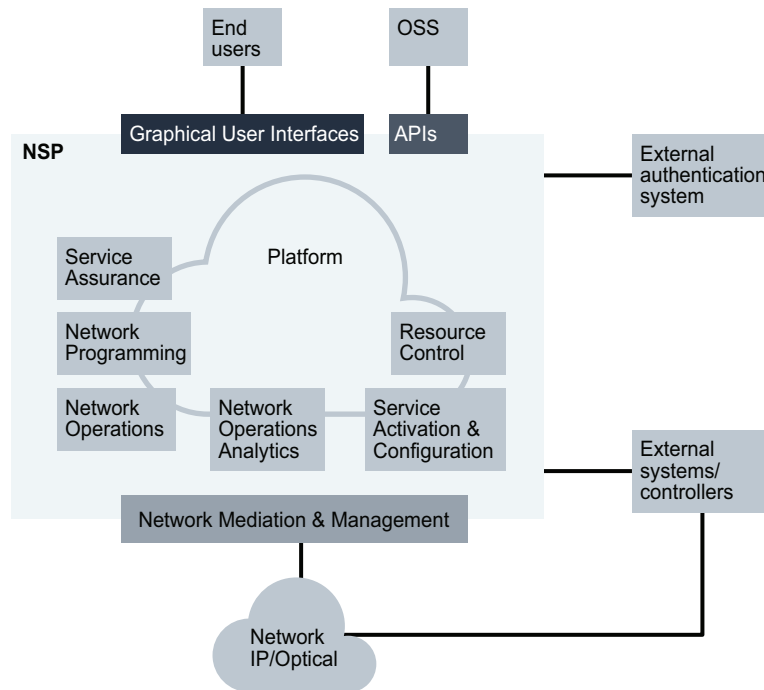 End
users
OSS
Graphical User Interfaces
APIs
NSP
External
authentication
system
Platform
Service
Assurance
Network
Programming
Resource
Control
Network
Operations
Network
Operations
Analytics
Service
Activation &
Configuration
External
systems/
controllers
Network Mediation & Management
Network
IP/Optical